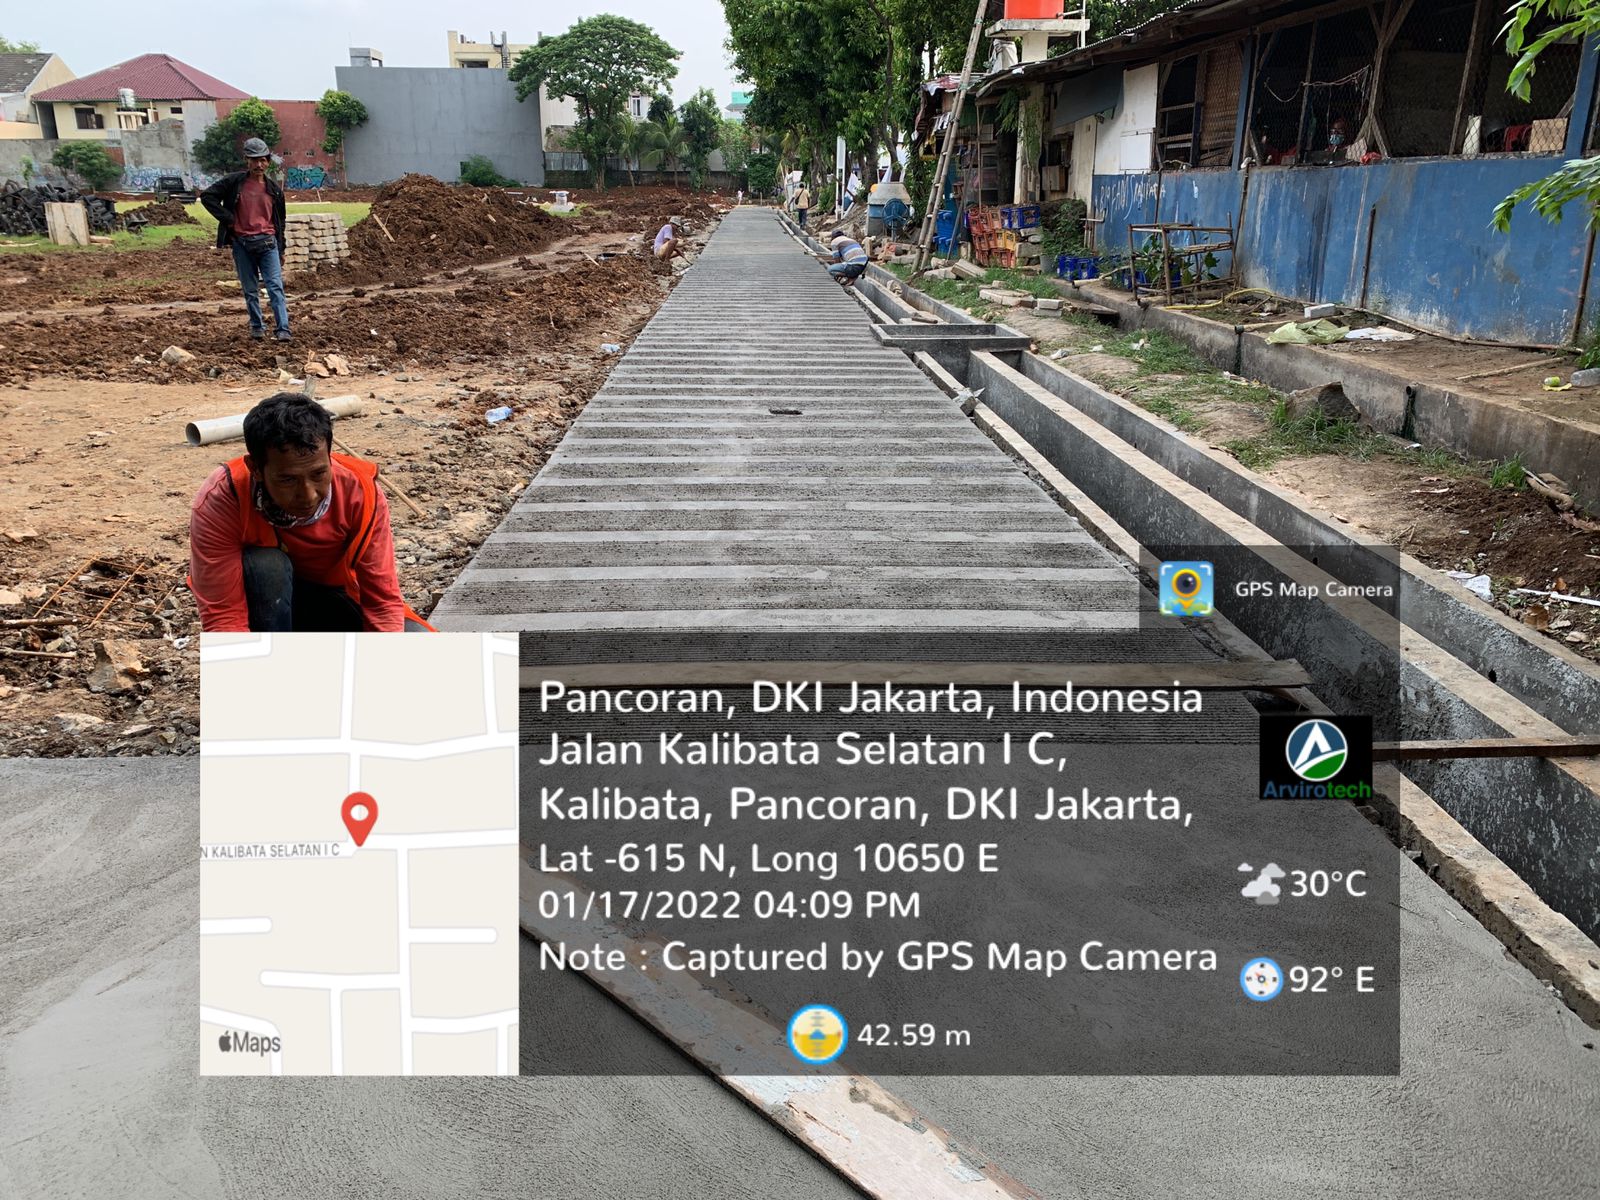 GPS Map Camera
Pancoran, DKI Jakarta, Indonesia
Jalan Kalibata Selatan I C,
Kalibata, Pancoran, DKI Jakarta,
Lat -615 N, Long 10650 E
01/17/2022 04:09 PM
Note : Captured by GPS Map Camera
42.59 m
Arvirotech
30°C
92° E
N KALIBATA SELATAN I C
Maps